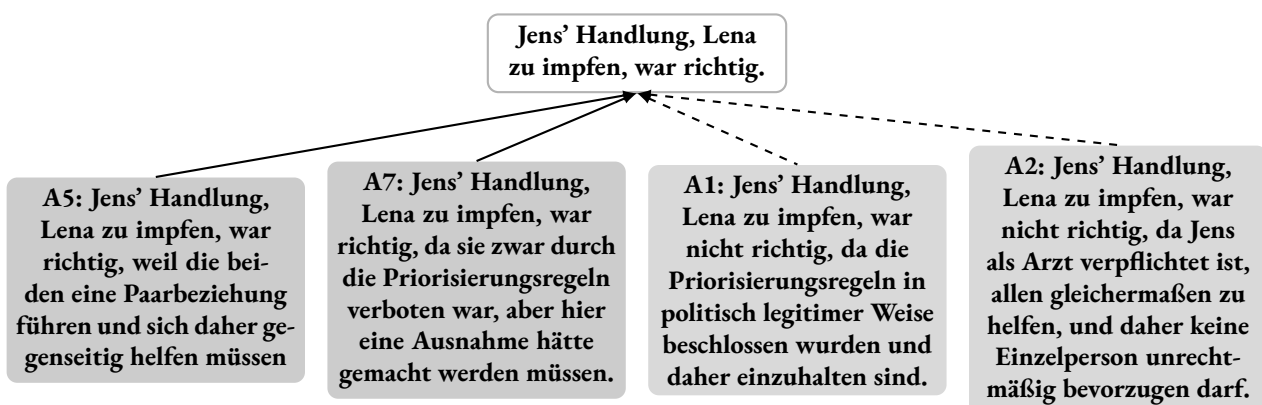 Jens’ Handlung, Lena
zu impfen, war richtig.
A5: Jens’ Handlung,
Lena zu impfen, war
richtig, weil die bei-
den eine Paarbeziehung
führen und sich daher ge-
genseitig helfen müssen
A7: Jens’ Handlung,
Lena zu impfen, war
richtig, da sie zwar durch
die Priorisierungsregeln
verboten war, aber hier
eine Ausnahme hätte
gemacht werden müssen.
A1: Jens’ Handlung,
Lena zu impfen, war
nicht richtig, da die
Priorisierungsregeln in
politisch legitimer Weise
beschlossen wurden und
daher einzuhalten sind.
A2: Jens’ Handlung,
Lena zu impfen, war
nicht richtig, da Jens
als Arzt verpflichtet ist,
allen gleichermaßen zu
helfen, und daher keine
Einzelperson unrecht-
mäßig bevorzugen darf.